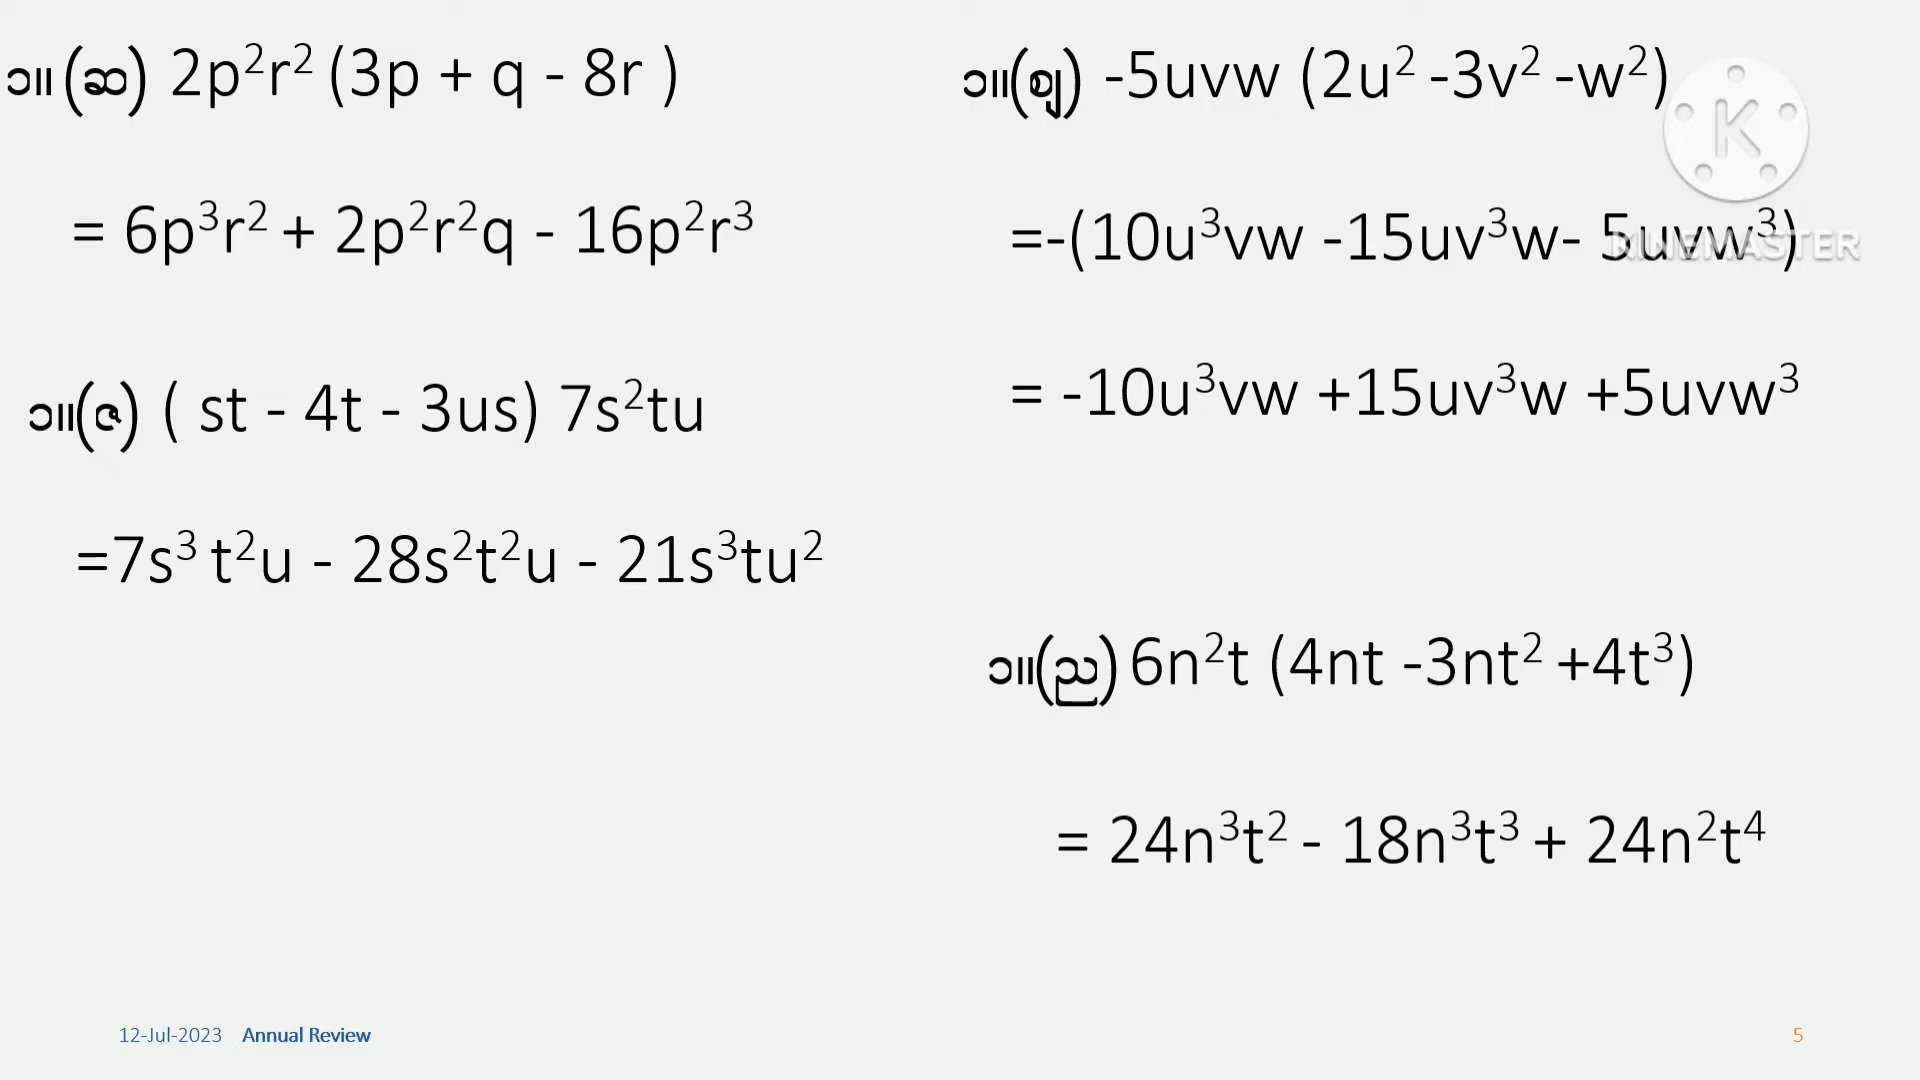 ၁။ (ဆ) 2p²r² (3p + q - 8r )
= 6p³r² + 2p²r²q - 16p²r³
၁။(ဇ) ( st - 4t - 3us) 7s²tu
=7s³ t²u - 28s²t²u - 21s³tu²
၁။(ဈ) -5uvw (2u² -3v² -w²)
=-(10u³vw -15uv³w- 5uvw³)
= -10u³vw +15uv³w +5uvw³
၁။(ည) 6n²t (4nt -3nt² +4t³)
= 24n³t² - 18n³t³ + 24n²t⁴
K
KINEMASTER
12-Jul-2023 Annual Review
5